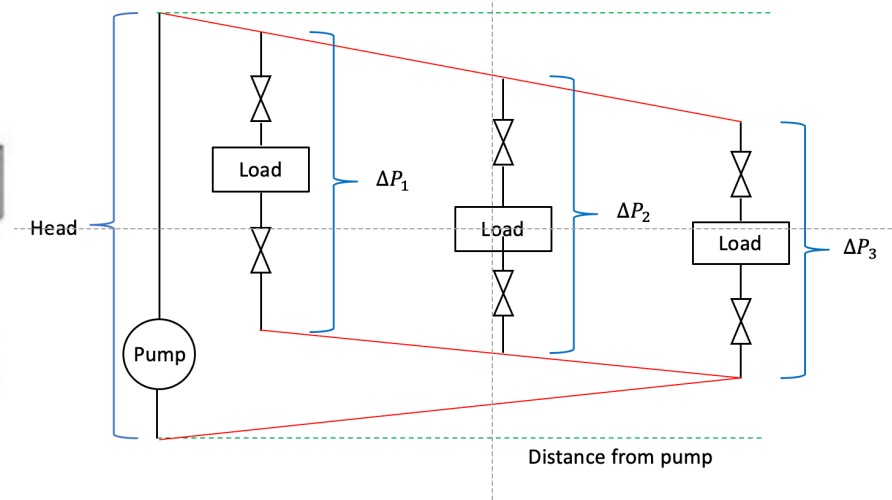 Load
ΔP₁
ΔP₂
Head
Load
Load
ΔP₃
Pump
Distance from pump